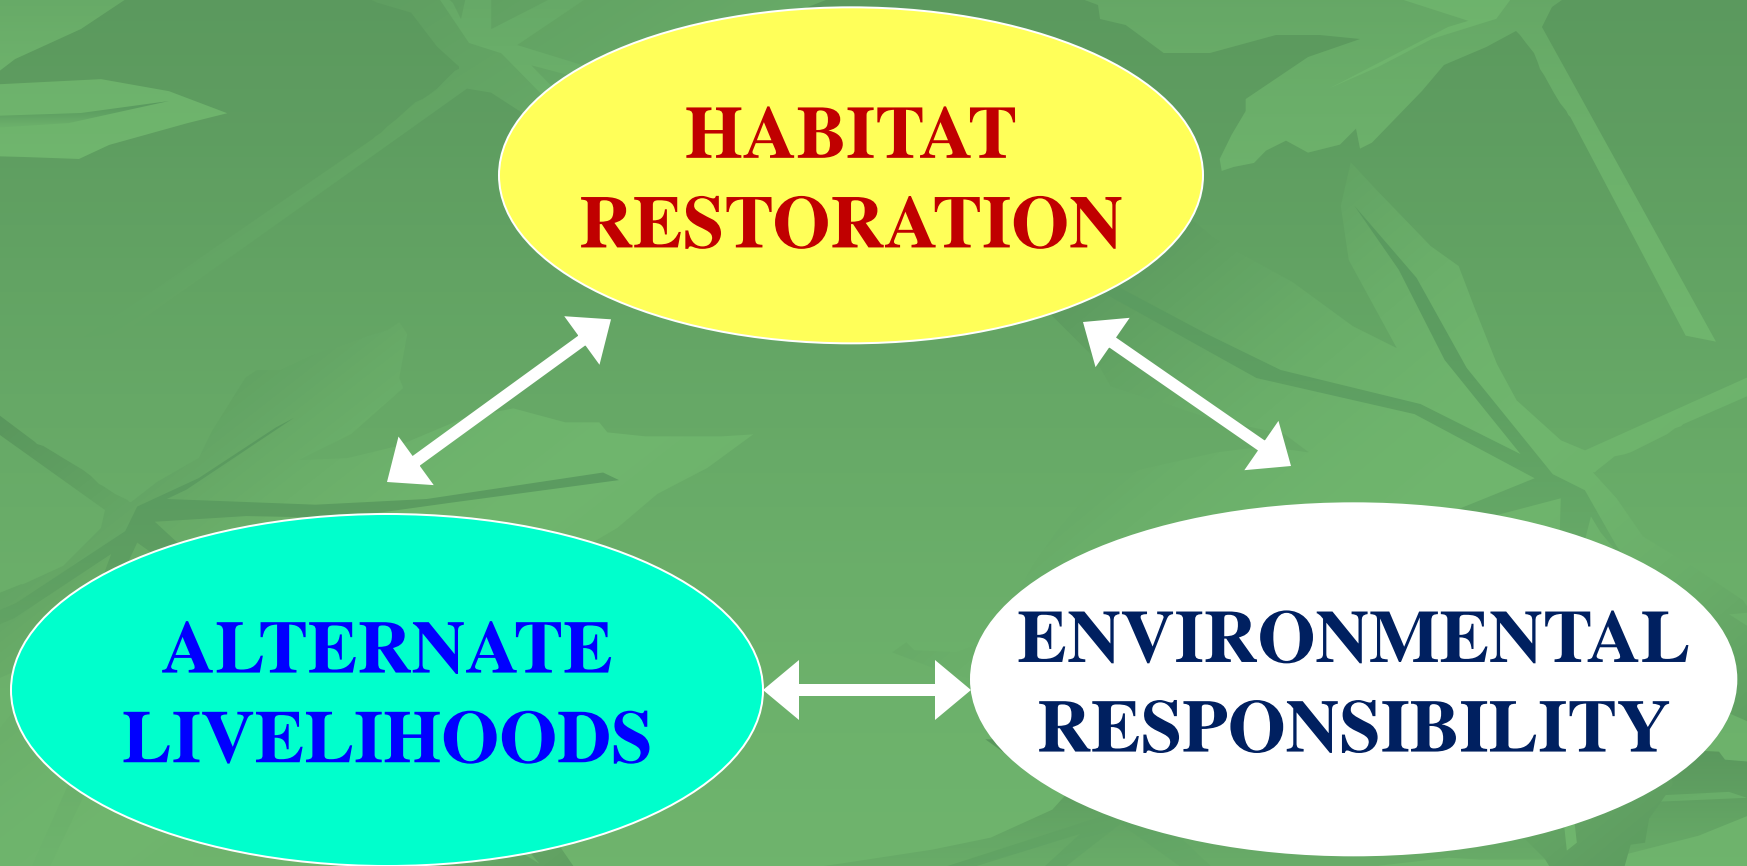 HABITAT
RESTORATION
ALTERNATE
LIVELIHOODS
ENVIRONMENTAL
RESPONSIBILITY